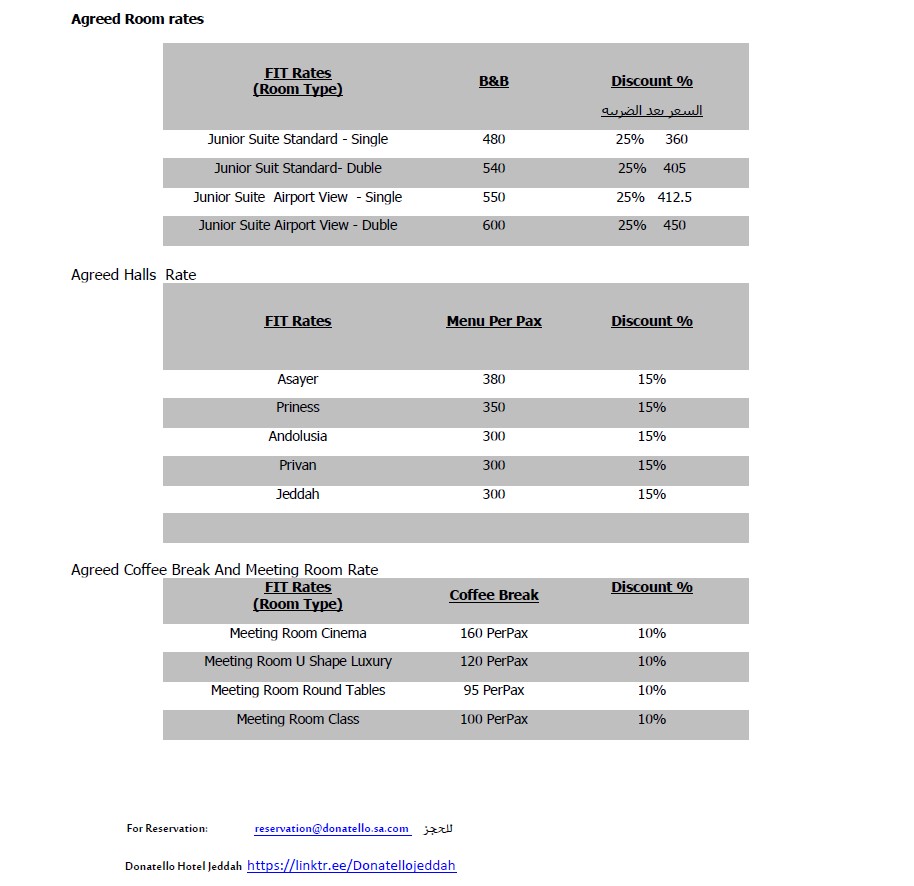 Agreed Room rates
FIT Rates
(Room Type)
B&B
Discount %
السعر بعد الضريبه
Junior Suite Standard - Single 480 25% 360
Junior Suit Standard- Duble 540 25% 405
Junior Suite Airport View - Single 550 25% 412.5
Junior Suite Airport View - Duble 600 25% 450
Agreed Halls Rate
FIT Rates Menu Per Pax Discount %
Asayer 380 15%
Priness 350 15%
Andolusia 300 15%
Privan 300 15%
Jeddah 300 15%
Agreed Coffee Break And Meeting Room Rate
FIT Rates
(Room Type)
Coffee Break
Discount %
Meeting Room Cinema 160 PerPax 10%
Meeting Room U Shape Luxury 120 PerPax 10%
Meeting Room Round Tables 95 PerPax 10%
Meeting Room Class 100 PerPax 10%
For Reservation: reservation@donatello.sa.com للحجز
Donatello Hotel Jeddah https://linktr.ee/Donatellojeddah